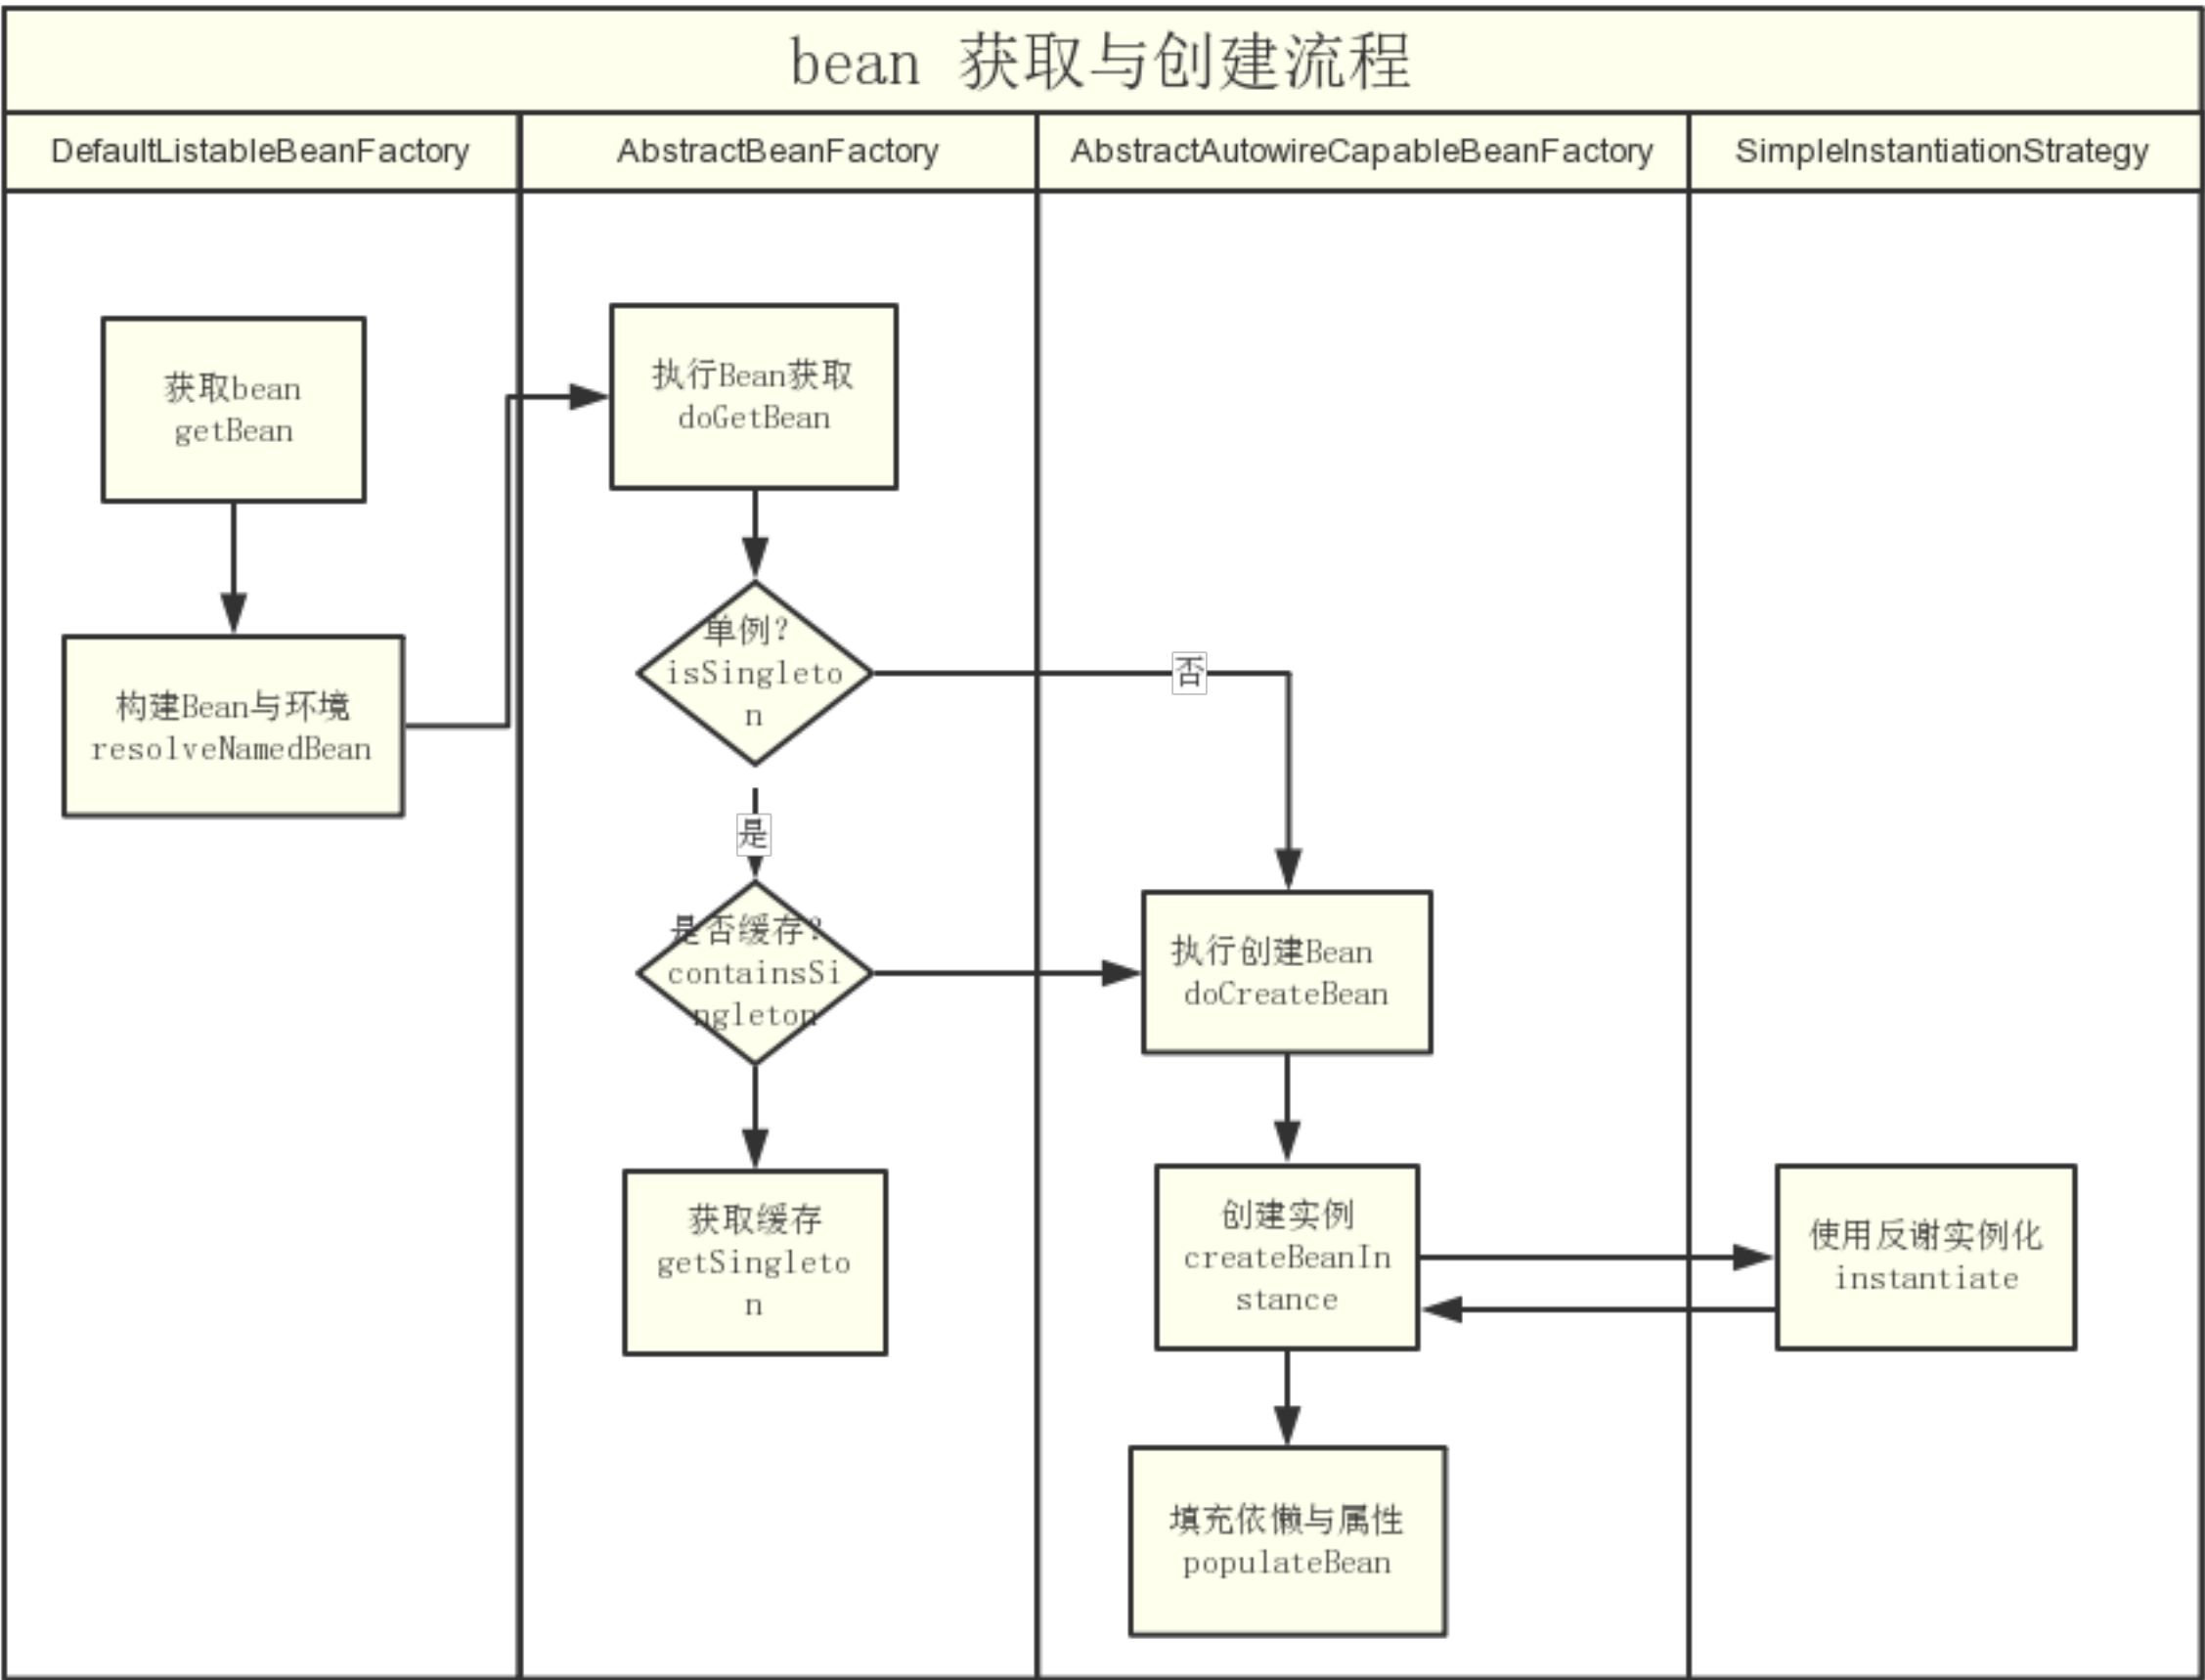 bean 获取与创建流程
DefaultListableBeanFactory
AbstractBeanFactory
AbstractAutowireCapableBeanFactory
SimpleInstantiationStrategy
获取bean
getBean
构建Bean与环境
resolveNamedBean
执行Bean获取
doGetBean
单例？
isSingleto
n
否
是
是否缓存？
containsSi
ngleton
获取缓存
getSingleto
n
执行创建Bean
doCreateBean
创建实例
createBeanIn
stance
使用反谢实例化
instantiate
填充依懒与属性
populateBean